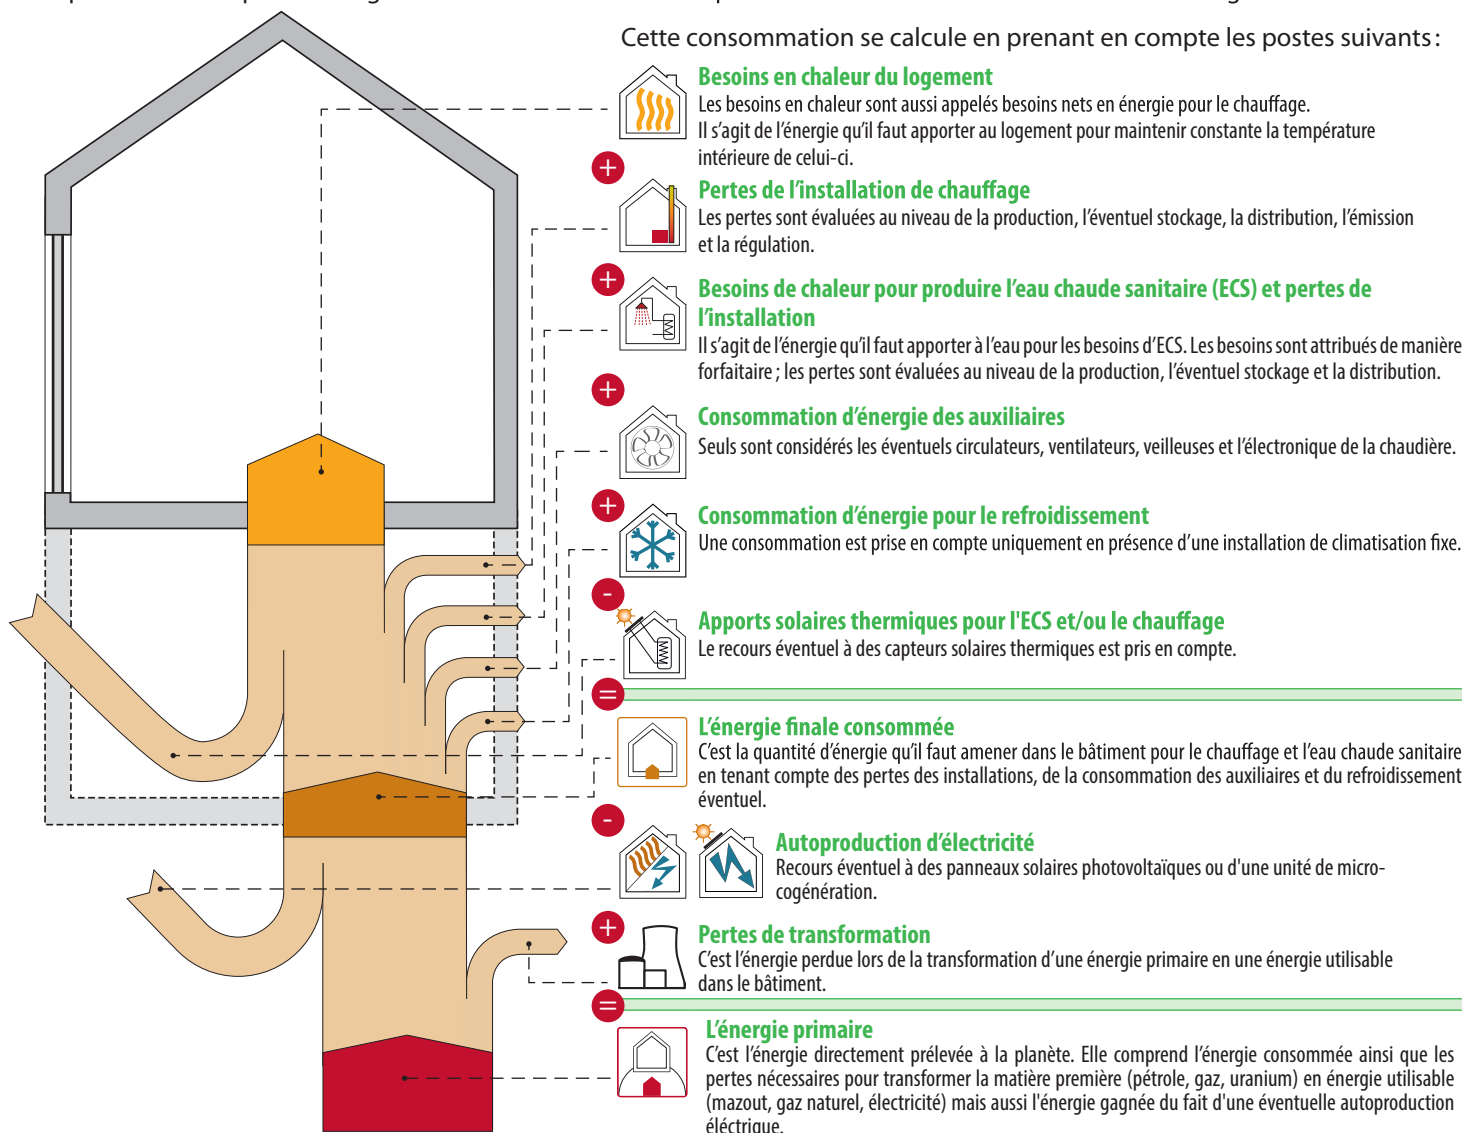 Cette consommation se calcule en prenant en compte les postes suivants :
Besoins en chaleur du logement
Les besoins en chaleur sont aussi appelés besoins nets en énergie pour le chauffage.
Il s'agit de l'énergie qu'il faut apporter au logement pour maintenir constante la température
intérieure de celui-ci.
+
Pertes de l'installation de chauffage
Les pertes sont évaluées au niveau de la production, l'éventuel stockage, la distribution, l'émission
et la régulation.
+
Besoins de chaleur pour produire l'eau chaude sanitaire (ECS) et pertes de
l'installation
Il s'agit de l'énergie qu'il faut apporter à l'eau pour les besoins d'ECS. Les besoins sont attribués de manière
forfaitaire ; les pertes sont évaluées au niveau de la production, l'éventuel stockage et la distribution.
+
Consommation d'énergie des auxiliaires
Seuls sont considérés les éventuels circulateurs, ventilateurs, veilleuses et l'électronique de la chaudière.
+
Consommation d'énergie pour le refroidissement
Une consommation est prise en compte uniquement en présence d'une installation de climatisation fixe.
-
Apports solaires thermiques pour l'ECS et/ou le chauffage
Le recours éventuel à des capteurs solaires thermiques est pris en compte.
=
L'énergie finale consommée
C'est la quantité d'énergie qu'il faut amener dans le bâtiment pour le chauffage et l'eau chaude sanitaire
en tenant compte des pertes des installations, de la consommation des auxiliaires et du refroidissement
éventuel.
-
Autoproduction d'électricité
Recours éventuel à des panneaux solaires photovoltaïques ou d'une unité de micro-
cogénération.
+
Pertes de transformation
C'est l'énergie perdue lors de la transformation d'une énergie primaire en une énergie utilisable
dans le bâtiment.
=
L'énergie primaire
C'est l'énergie directement prélevée à la planète. Elle comprend l'énergie consommée ainsi que les
pertes nécessaires pour transformer la matière première (pétrole, gaz, uranium) en énergie utilisable
(mazout, gaz naturel, électricité) mais aussi l'énergie gagnée du fait d'une éventuelle autoproduction
éléctrique.